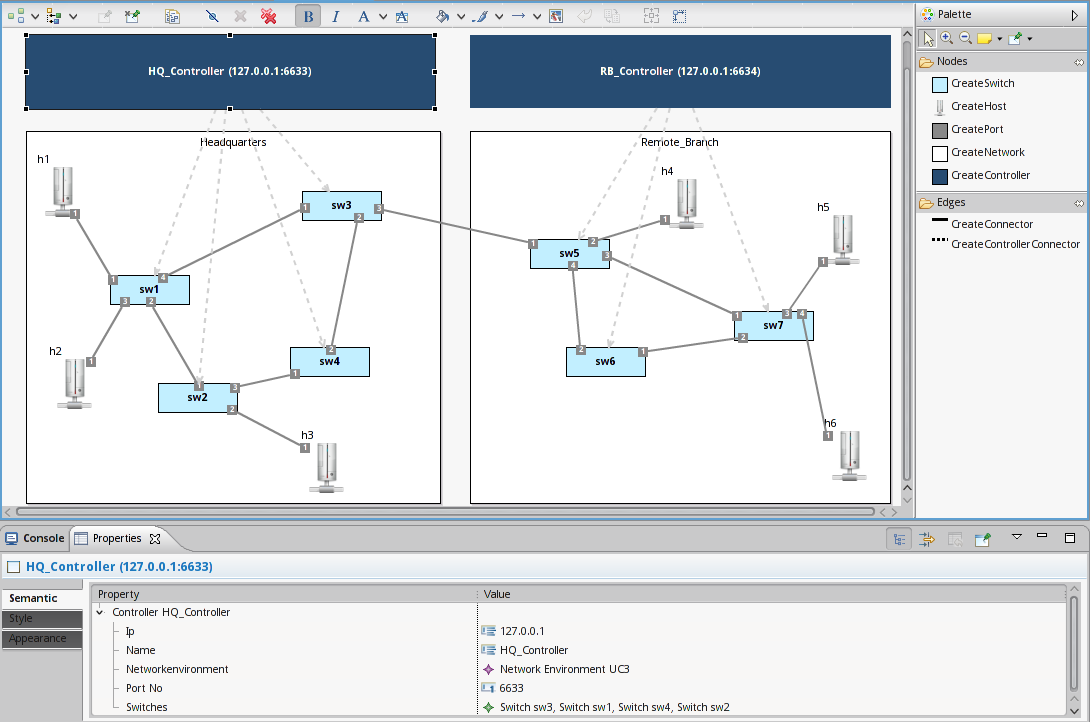 B I A A
Palette
HQ_Controller (127.0.0.1:6633)
RB_Controller (127.0.0.1:6634)
Nodes
CreateSwitch
CreateHost
CreatePort
CreateNetwork
CreateController
Edges
CreateConnector
CreateControllerConnector
Headquarters
h1
1
1 sw3 3
2
1 4
sw1
3 2
h2
1
2
sw4
1
1 3
sw2
2
h3
1
Remote_Branch
h4
1
h5
1
1 2
sw5 3
4
1 3 4
sw7
2
2 1
sw6
h6
1
Console
Properties
HQ_Controller (127.0.0.1:6633)
Semantic
Style
Appearance
Property Value
Controller HQ_Controller
Ip 127.0.0.1
Name HQ_Controller
Networkenvironment Network Environment UC3
Port No 6633
Switches Switch sw3, Switch sw1, Switch sw4, Switch sw2